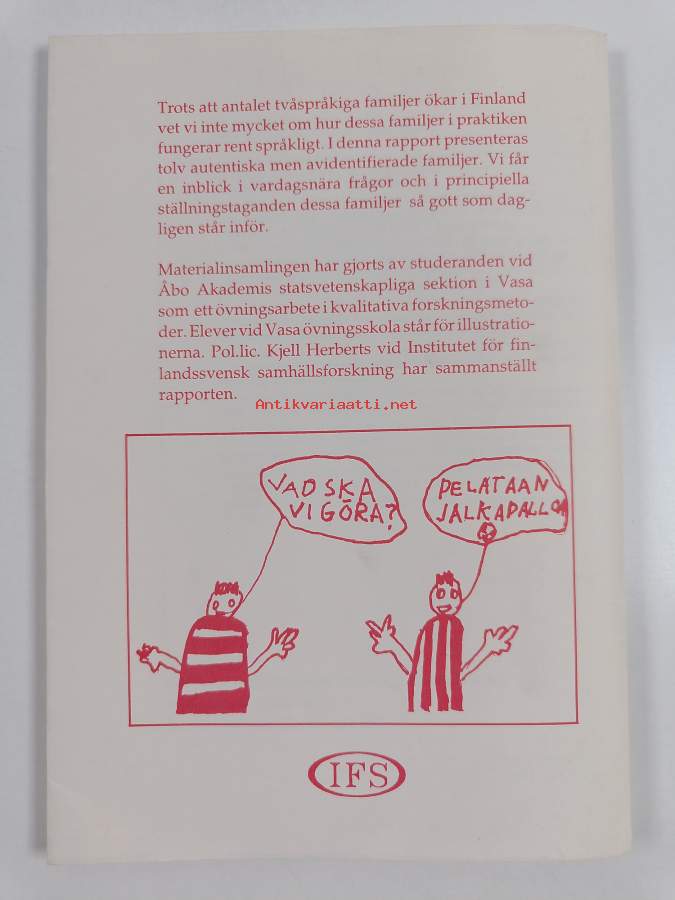 Trots att antalet tvåspråkiga familjer ökar i Finland
vet vi inte mycket om hur dessa familjer i praktiken
fungerar rent språkligt. I denna rapport presenteras
tolv autentiska men avidentifierade familjer. Vi får
en inblick i vardagsnära frågor och i principiella
ställningstaganden dessa familjer så gott som dag-
ligen står inför.
Materialinsamlingen har gjorts av studeranden vid
Åbo Akademis statsvetenskapliga sektion i Vasa
som ett övningsarbete i kvalitativa forskningsmeto-
der. Elever vid Vasa övningsskola står för illustratio-
nerna. Pol.lic. Kjell Herberts vid Institutet för fin-
landssvensk samhällsforskning har sammanställt
rapporten.
Antikvariaatti.net
VAD SKA
VI GÖRA?
PELATAAN
JALKAPALLOA
IFS